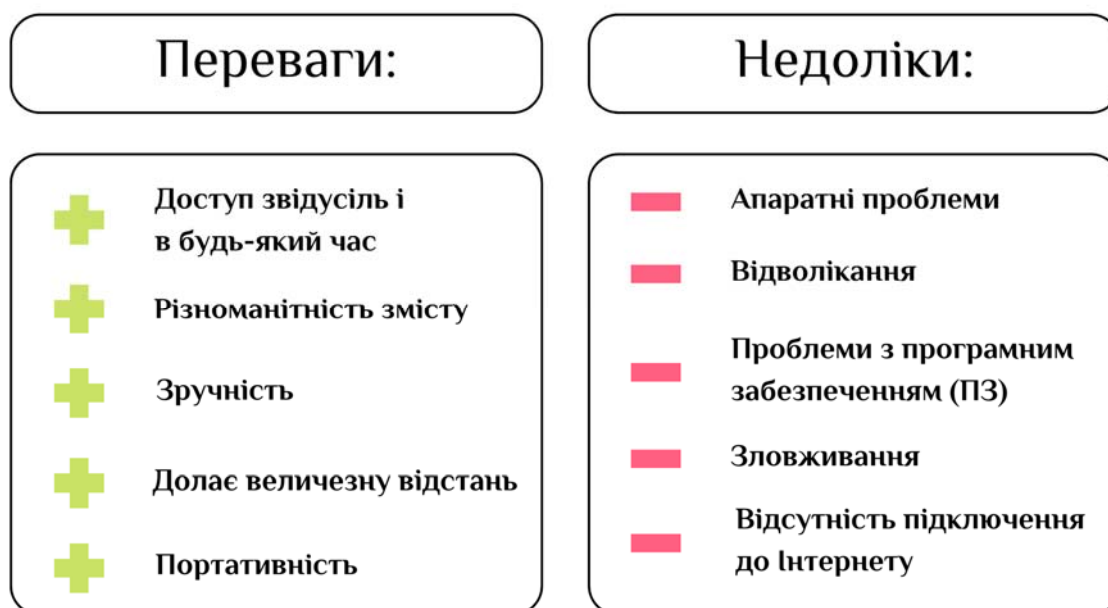 Переваги:
Доступ звідусіль і
в будь-який час
Різноманітність змісту
Зручність
Долає величезну відстань
Портативність
Недоліки:
Апаратні проблеми
Відволікання
Проблеми з програмним
забезпеченням (ПЗ)
Зловживання
Відсутність підключення
до Інтернету